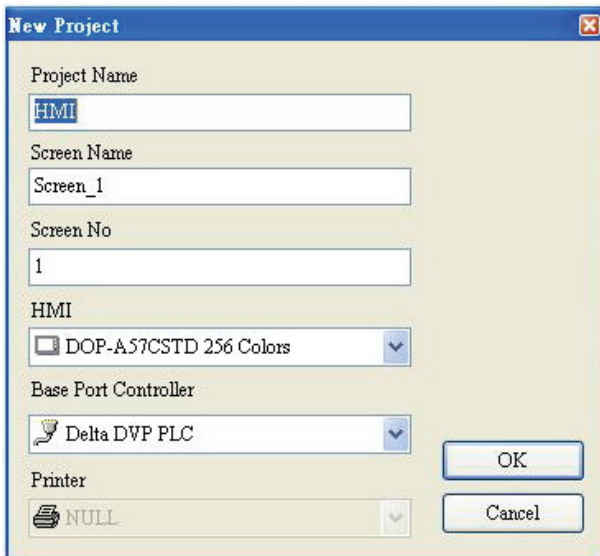 New Project
Project Name
HMI
Screen Name
Screen_1
Screen No
1
HMI
DOP-A57CSTD 256 Colors
Base Port Controller
Delta DVP PLC
Printer
NULL
OK
Cancel